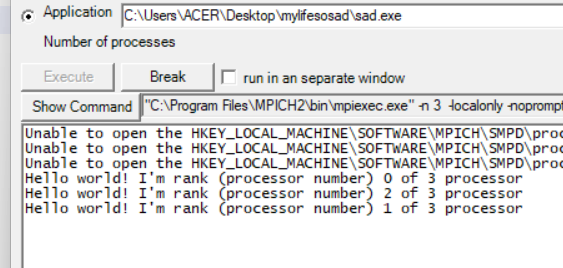 Application C:\Users\ACER\Desktop\mylifesosad\sad.exe
Number of processes
Execute Break run in an separate window
Show Command "C:\Program Files\MPICH2\bin\mpiexec.exe" -n 3 -localonly -noprompt
Unable to open the HKEY_LOCAL_MACHINE\SOFTWARE\MPICH\SMPD\proc
Unable to open the HKEY_LOCAL_MACHINE\SOFTWARE\MPICH\SMPD\proc
Unable to open the HKEY_LOCAL_MACHINE\SOFTWARE\MPICH\SMPD\proc
Hello world! I'm rank (processor number) 0 of 3 processor
Hello world! I'm rank (processor number) 2 of 3 processor
Hello world! I'm rank (processor number) 1 of 3 processor